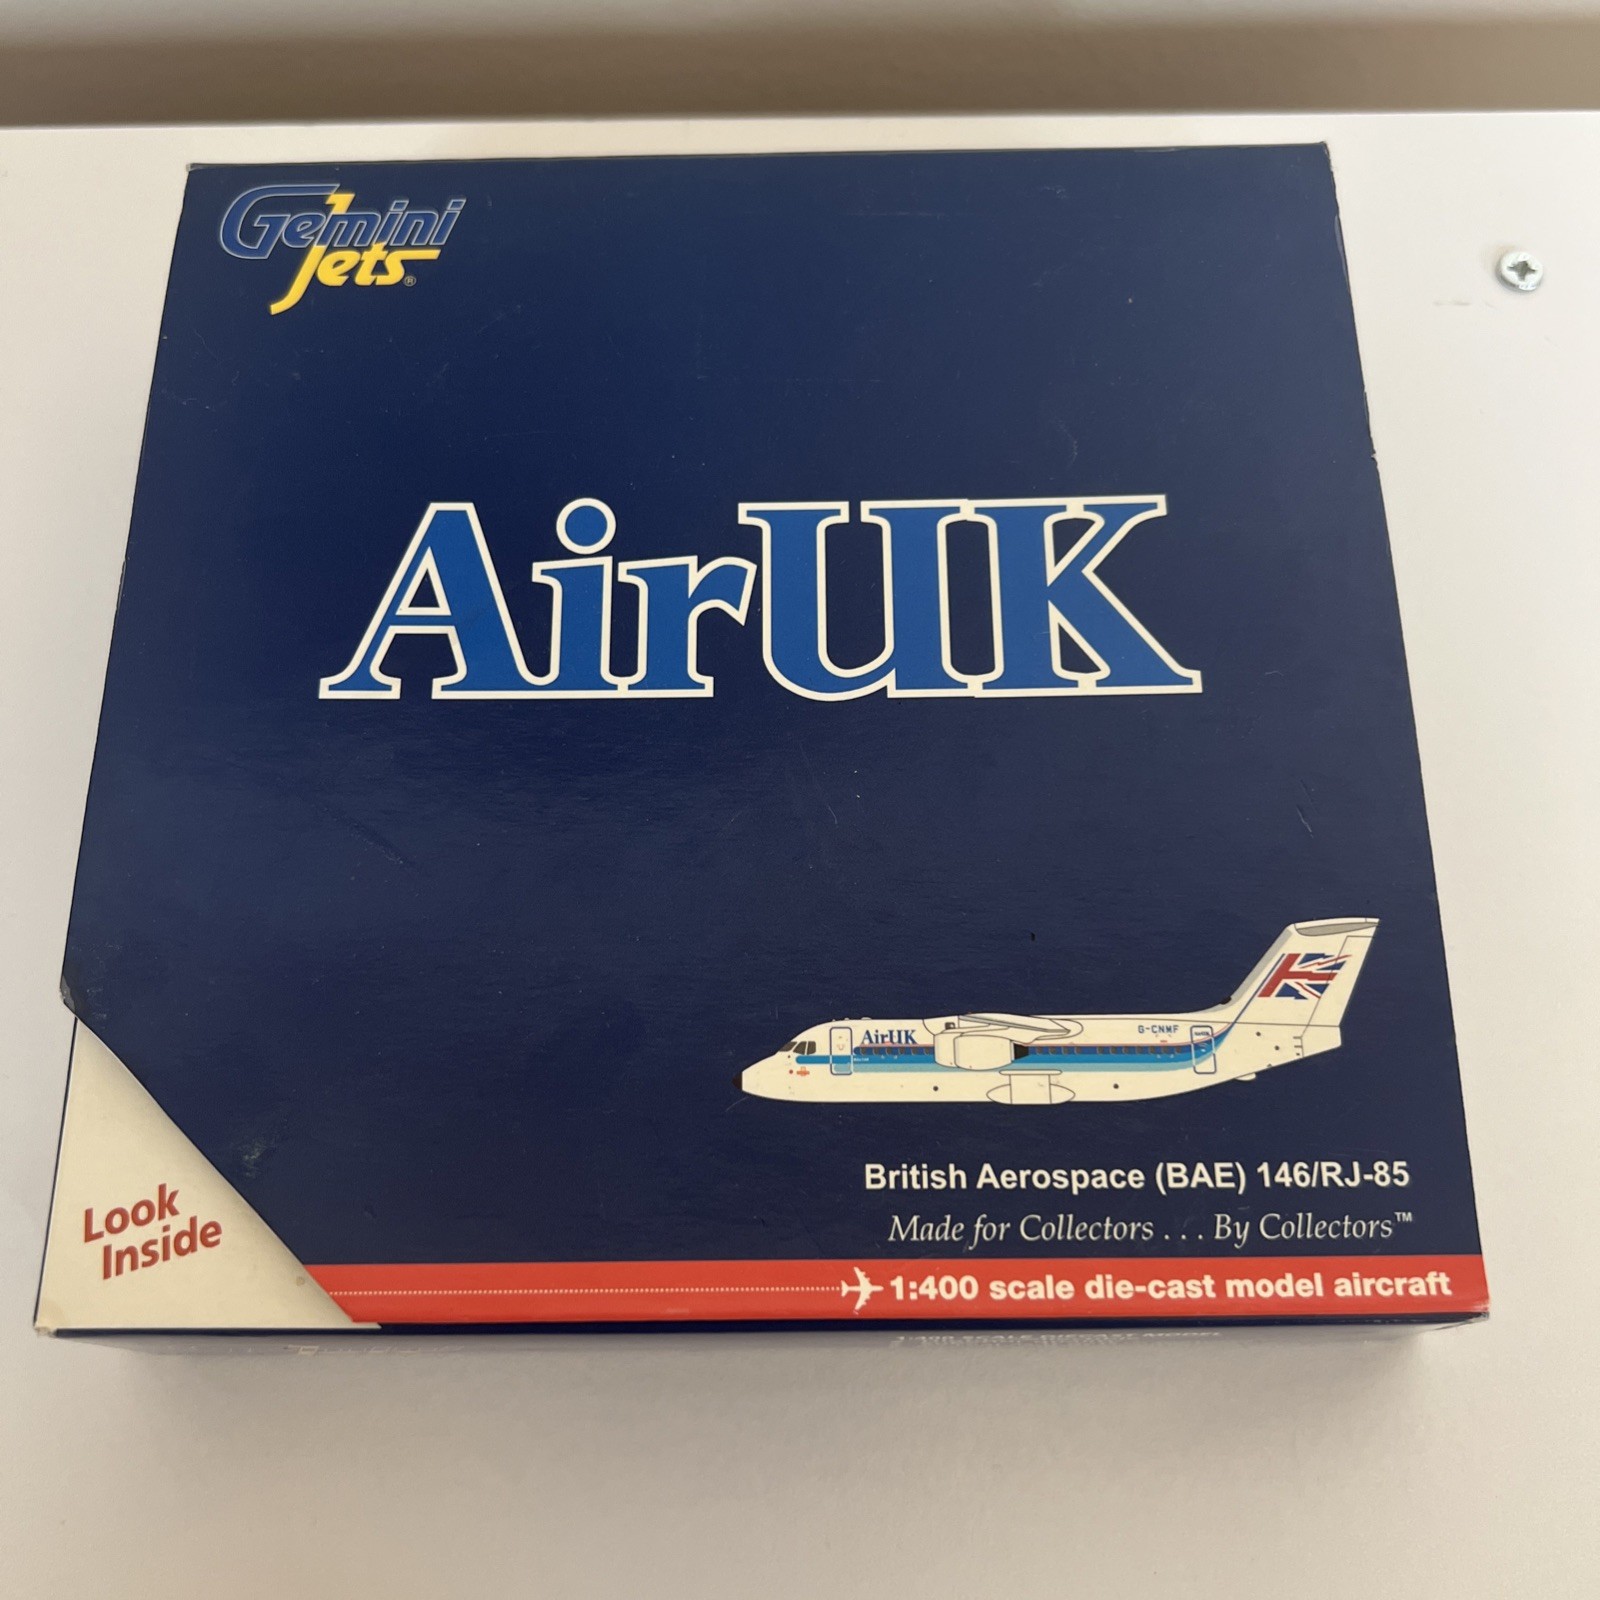 Gemini
Jets®
AirUK
AirUK
G-CNMF
British Aerospace (BAE) 146/RJ-85
Made for Collectors . . . By Collectors™
1:400 scale die-cast model aircraft
Look
Inside